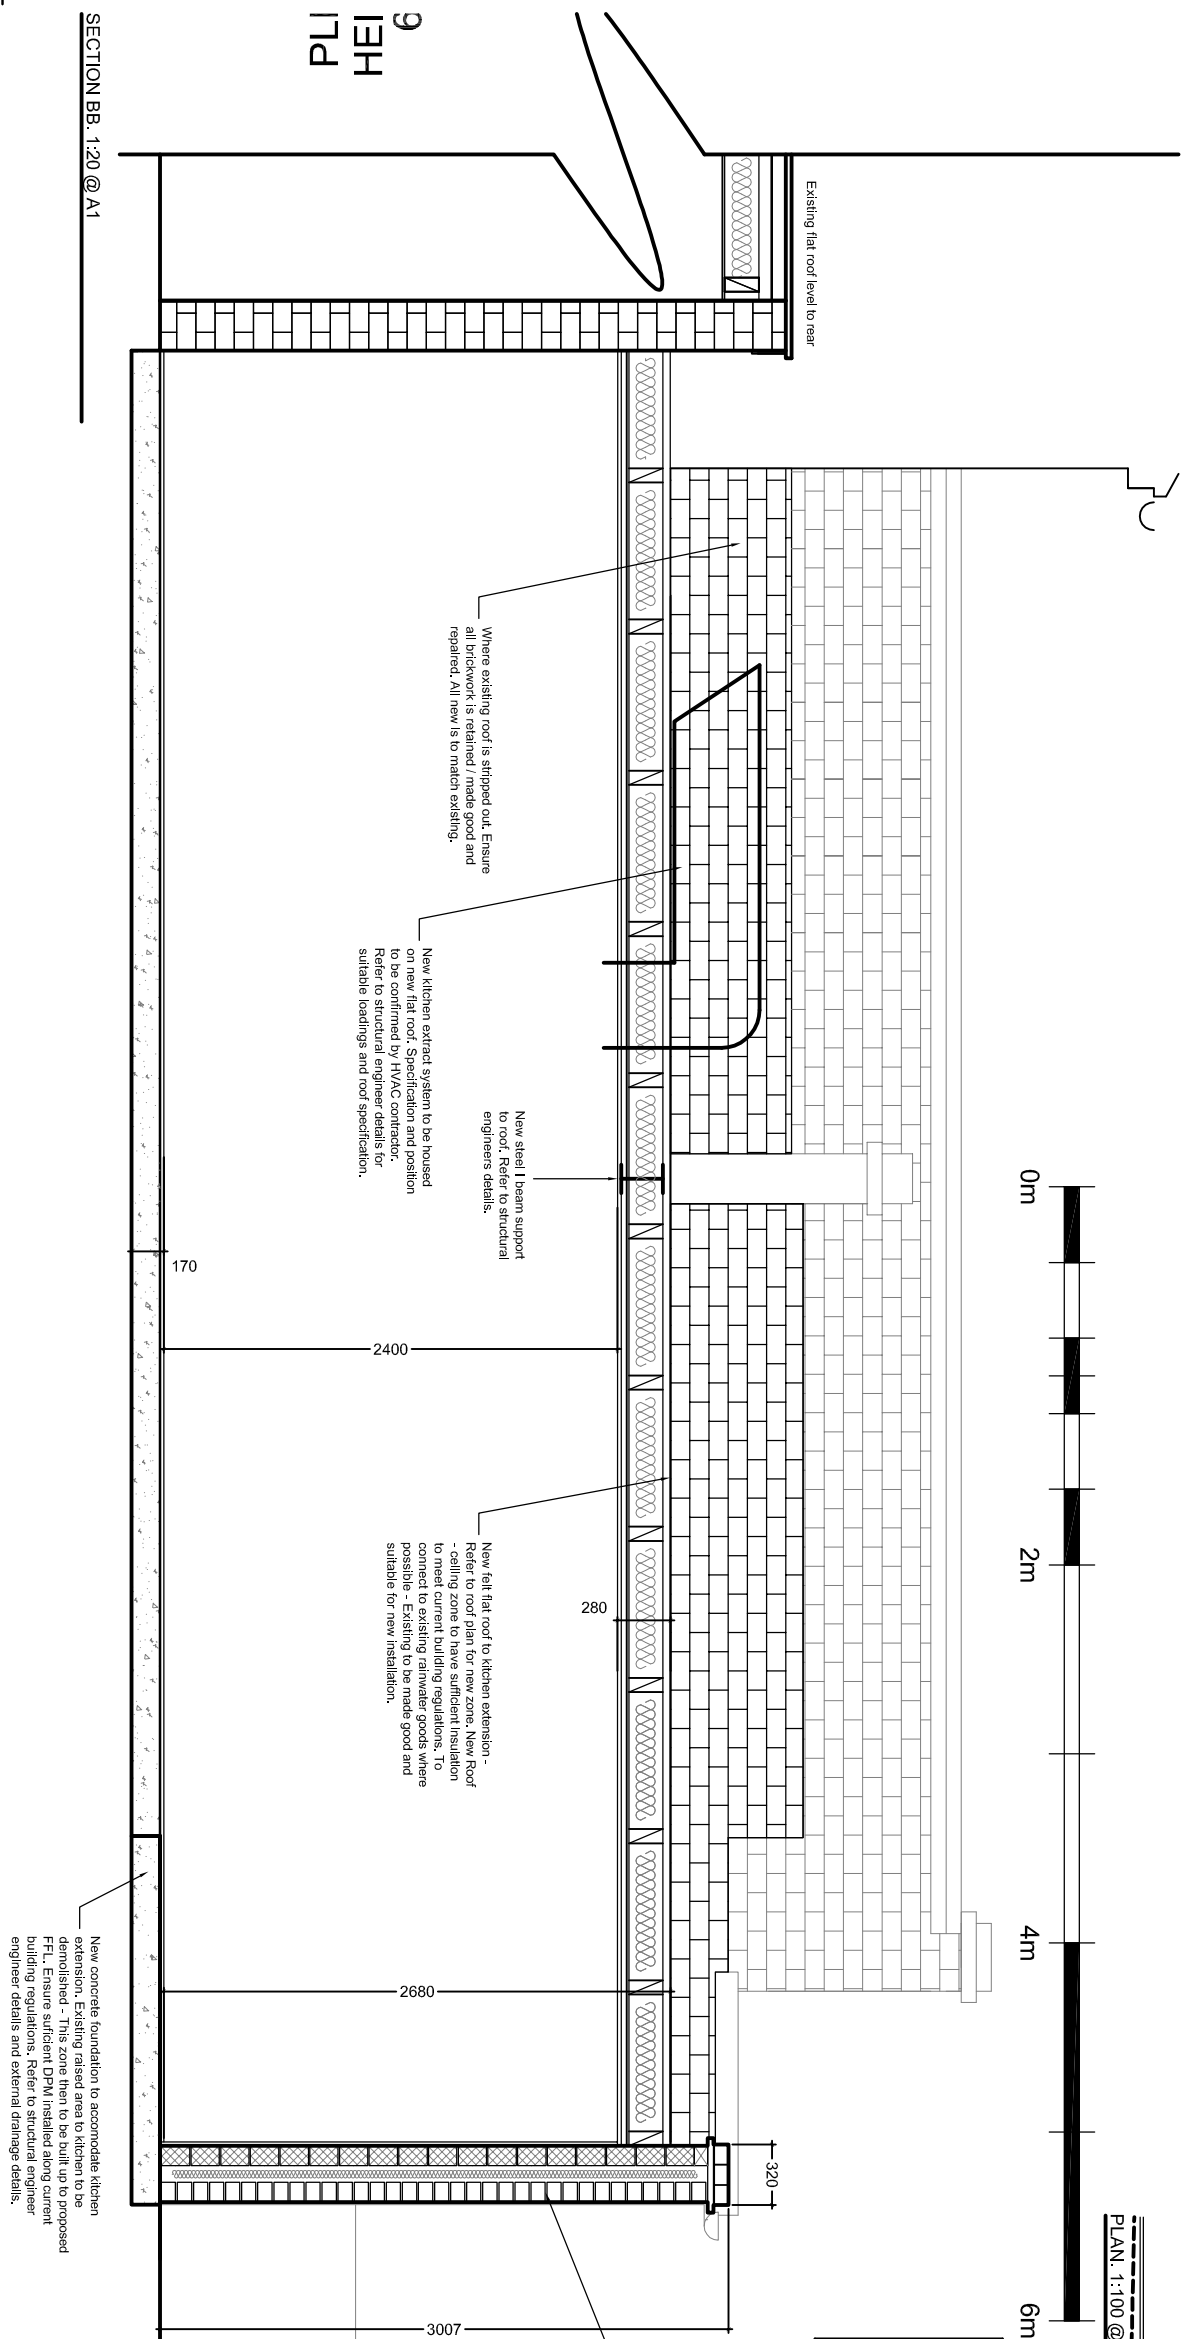 SECTION BB. 1:20 @ A1
g
HEI
PLI
Existing flat roof level to rear
Where existing roof is stripped out. Ensure
all brickwork is retained / made good and
repaired. All new is to match existing.
New kitchen extract system to be housed
on new flat roof. Specification and position
to be confirmed by HVAC contractor.
Refer to structural engineer details for
suitable loadings and roof specification.
New steel I beam support
to roof. Refer to structural
engineers details.
170
2400
280
New felt flat roof to kitchen extension -
Refer to roof plan for new zone. New Roof
- ceiling zone to have sufficient insulation
to meet current building regulations. To
connect to existing rainwater goods where
possible - Existing to be made good and
suitable for new installation.
2680
320
3007
New concrete foundation to accomodate kitchen
extension. Existing raised area to kitchen to be
demolished - This zone then to be built up to proposed
FFL. Ensure suficient DPM installed along current
building regulations. Refer to structural engineer
engineer details and external drainage details.
0m
2m
4m
6m
PLAN. 1:100 @